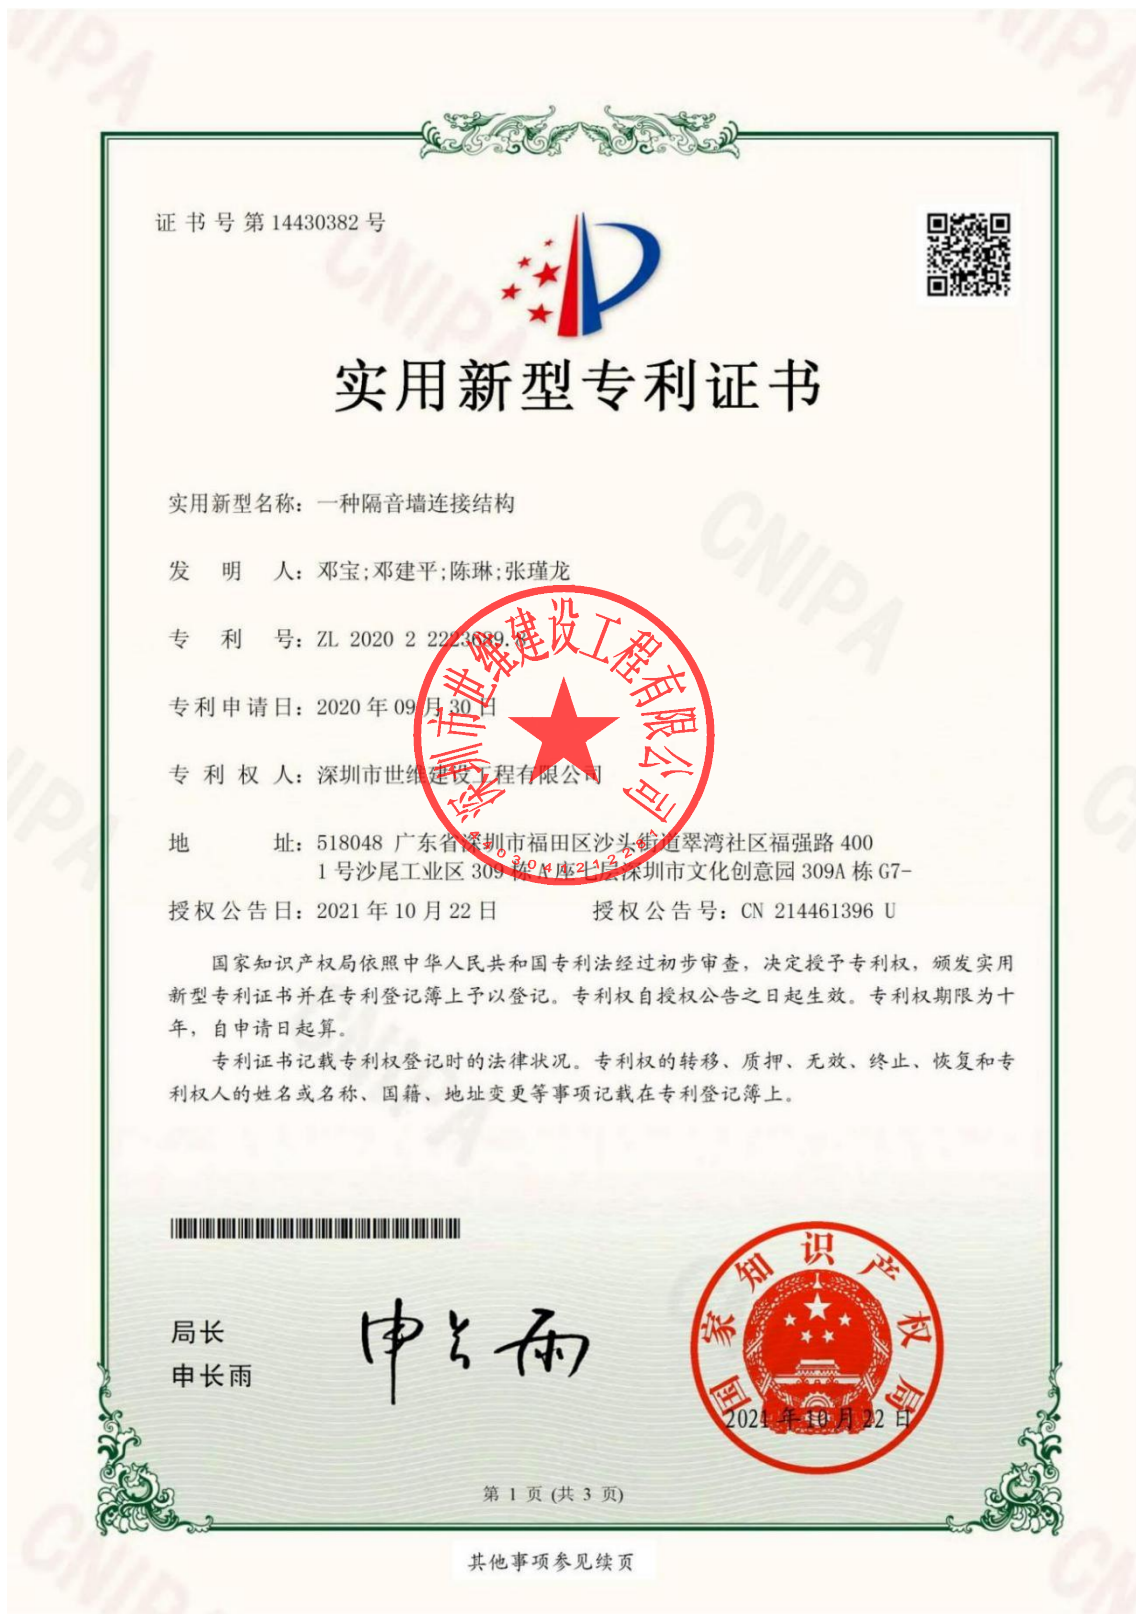 证书号第14430382号
实用新型专利证书
实用新型名称：一种隔音墙连接结构
发明人：邓宝;邓建平;陈琳;张瑾龙
专利号：ZL 2020 2 2223689.8
专利申请日：2020年09月30日
专利权人：深圳市世维建设工程有限公司
地址：518048 广东省深圳市福田区沙头街道翠湾社区福强路400
1号沙尾工业区309栋A座七层深圳市文化创意园309A栋G7-
授权公告日：2021年10月22日 授权公告号：CN 214461396 U
国家知识产权局依照中华人民共和国专利法经过初步审查，决定授予专利权，颁发实用
新型专利证书并在专利登记簿上予以登记。专利权自授权公告之日起生效。专利权期限为十
年，自申请日起算。
专利证书记载专利权登记时的法律状况。专利权的转移、质押、无效、终止、恢复和专
利权人的姓名或名称、国籍、地址变更等事项记载在专利登记簿上。
深圳市世维建设工程有限公司
局长
申长雨
申长雨
国家知识产权局
2021年10月22日
第 1 页 (共 3 页)
其他事项参见续页
CNIPA